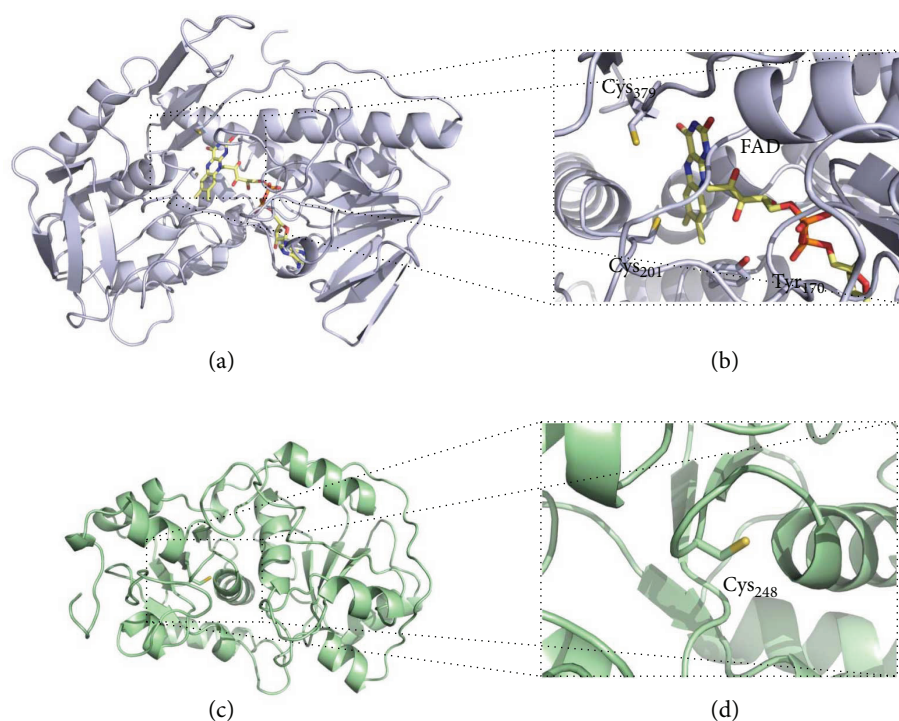 Cys₃₇₉
FAD
Cys₂₀₁
Tyr₁₇₀
(a)
(b)
Cys₂₄₈
(c)
(d)